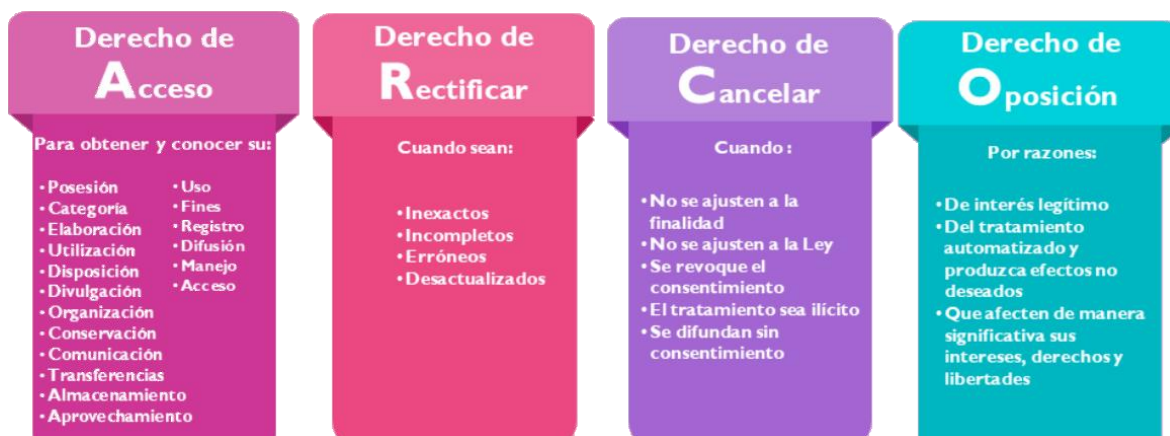 Derecho de
Acceso
Para obtener y conocer su:
• Posesión
• Categoría
• Elaboración
• Utilización
• Disposición
• Divulgación
• Organización
• Conservación
• Comunicación
• Transferencias
• Almacenamiento
• Aprovechamiento
• Uso
• Fines
• Registro
• Difusión
• Manejo
• Acceso
Derecho de
Rectificar
Cuando sean:
• Inexactos
• Incompletos
• Erróneos
• Desactualizados
Derecho de
Cancelar
Cuando :
• No se ajusten a la
finalidad
• No se ajusten a la Ley
• Se revoque el
consentimiento
• El tratamiento sea ilícito
• Se difundan sin
consentimiento
Derecho de
Oposición
Por razones:
• De interés legítimo
• Del tratamiento
automatizado y
produzca efectos no
deseados
• Que afecten de manera
significativa sus
intereses, derechos y
libertades